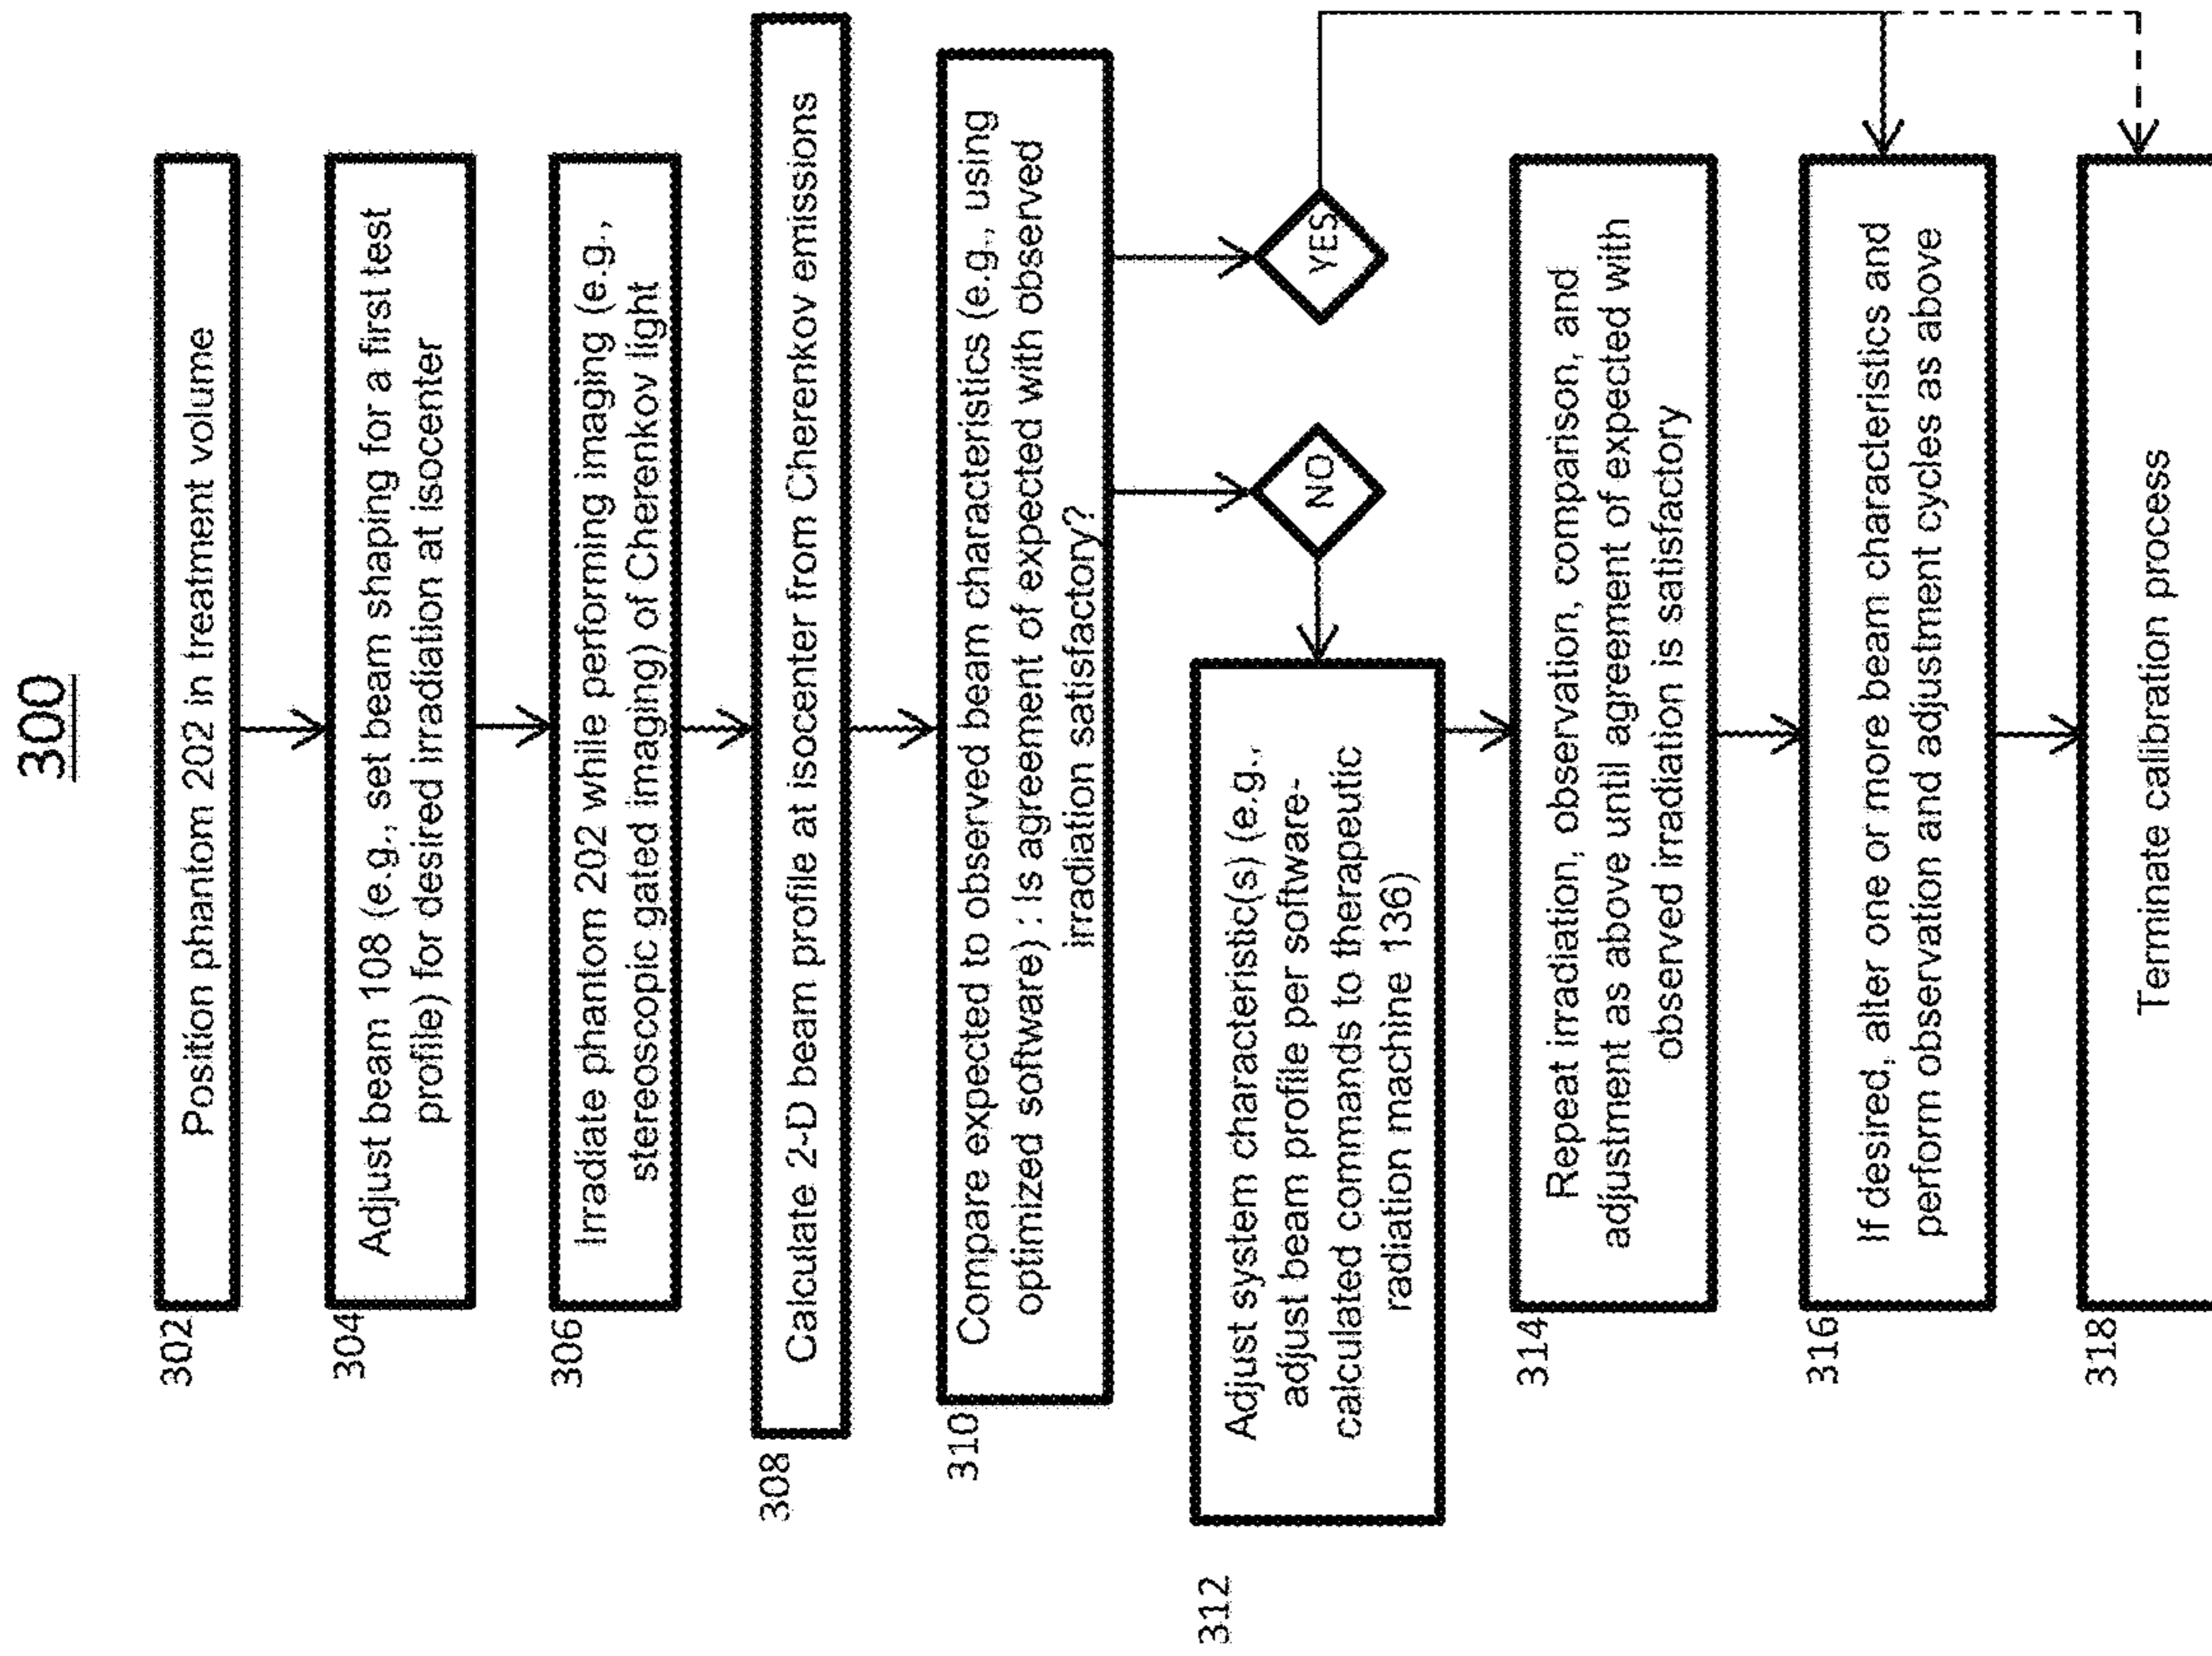 300
302
Position phantom 202 in treatment volume
304
Adjust beam 108 (e.g., set beam shaping for a first test
profile) for desired irradiation at isocenter
306
Irradiate phantom 202 while performing imaging (e.g.,
stereoscopic gated imaging) of Cherenkov light
308
Calculate 2-D beam profile at isocenter from Cherenkov emissions
310
Compare expected to observed beam characteristics (e.g., using
optimized software) : Is agreement of expected with observed
irradiation satisfactory?
NO
YES
312
Adjust system characteristic(s) (e.g.,
adjust beam profile per software-
calculated commands to therapeutic
radiation machine 136)
314
Repeat irradiation, observation, comparison, and
adjustment as above until agreement of expected with
observed irradiation is satisfactory
316
If desired, alter one or more beam characteristics and
perform observation and adjustment cycles as above
318
Terminate calibration process